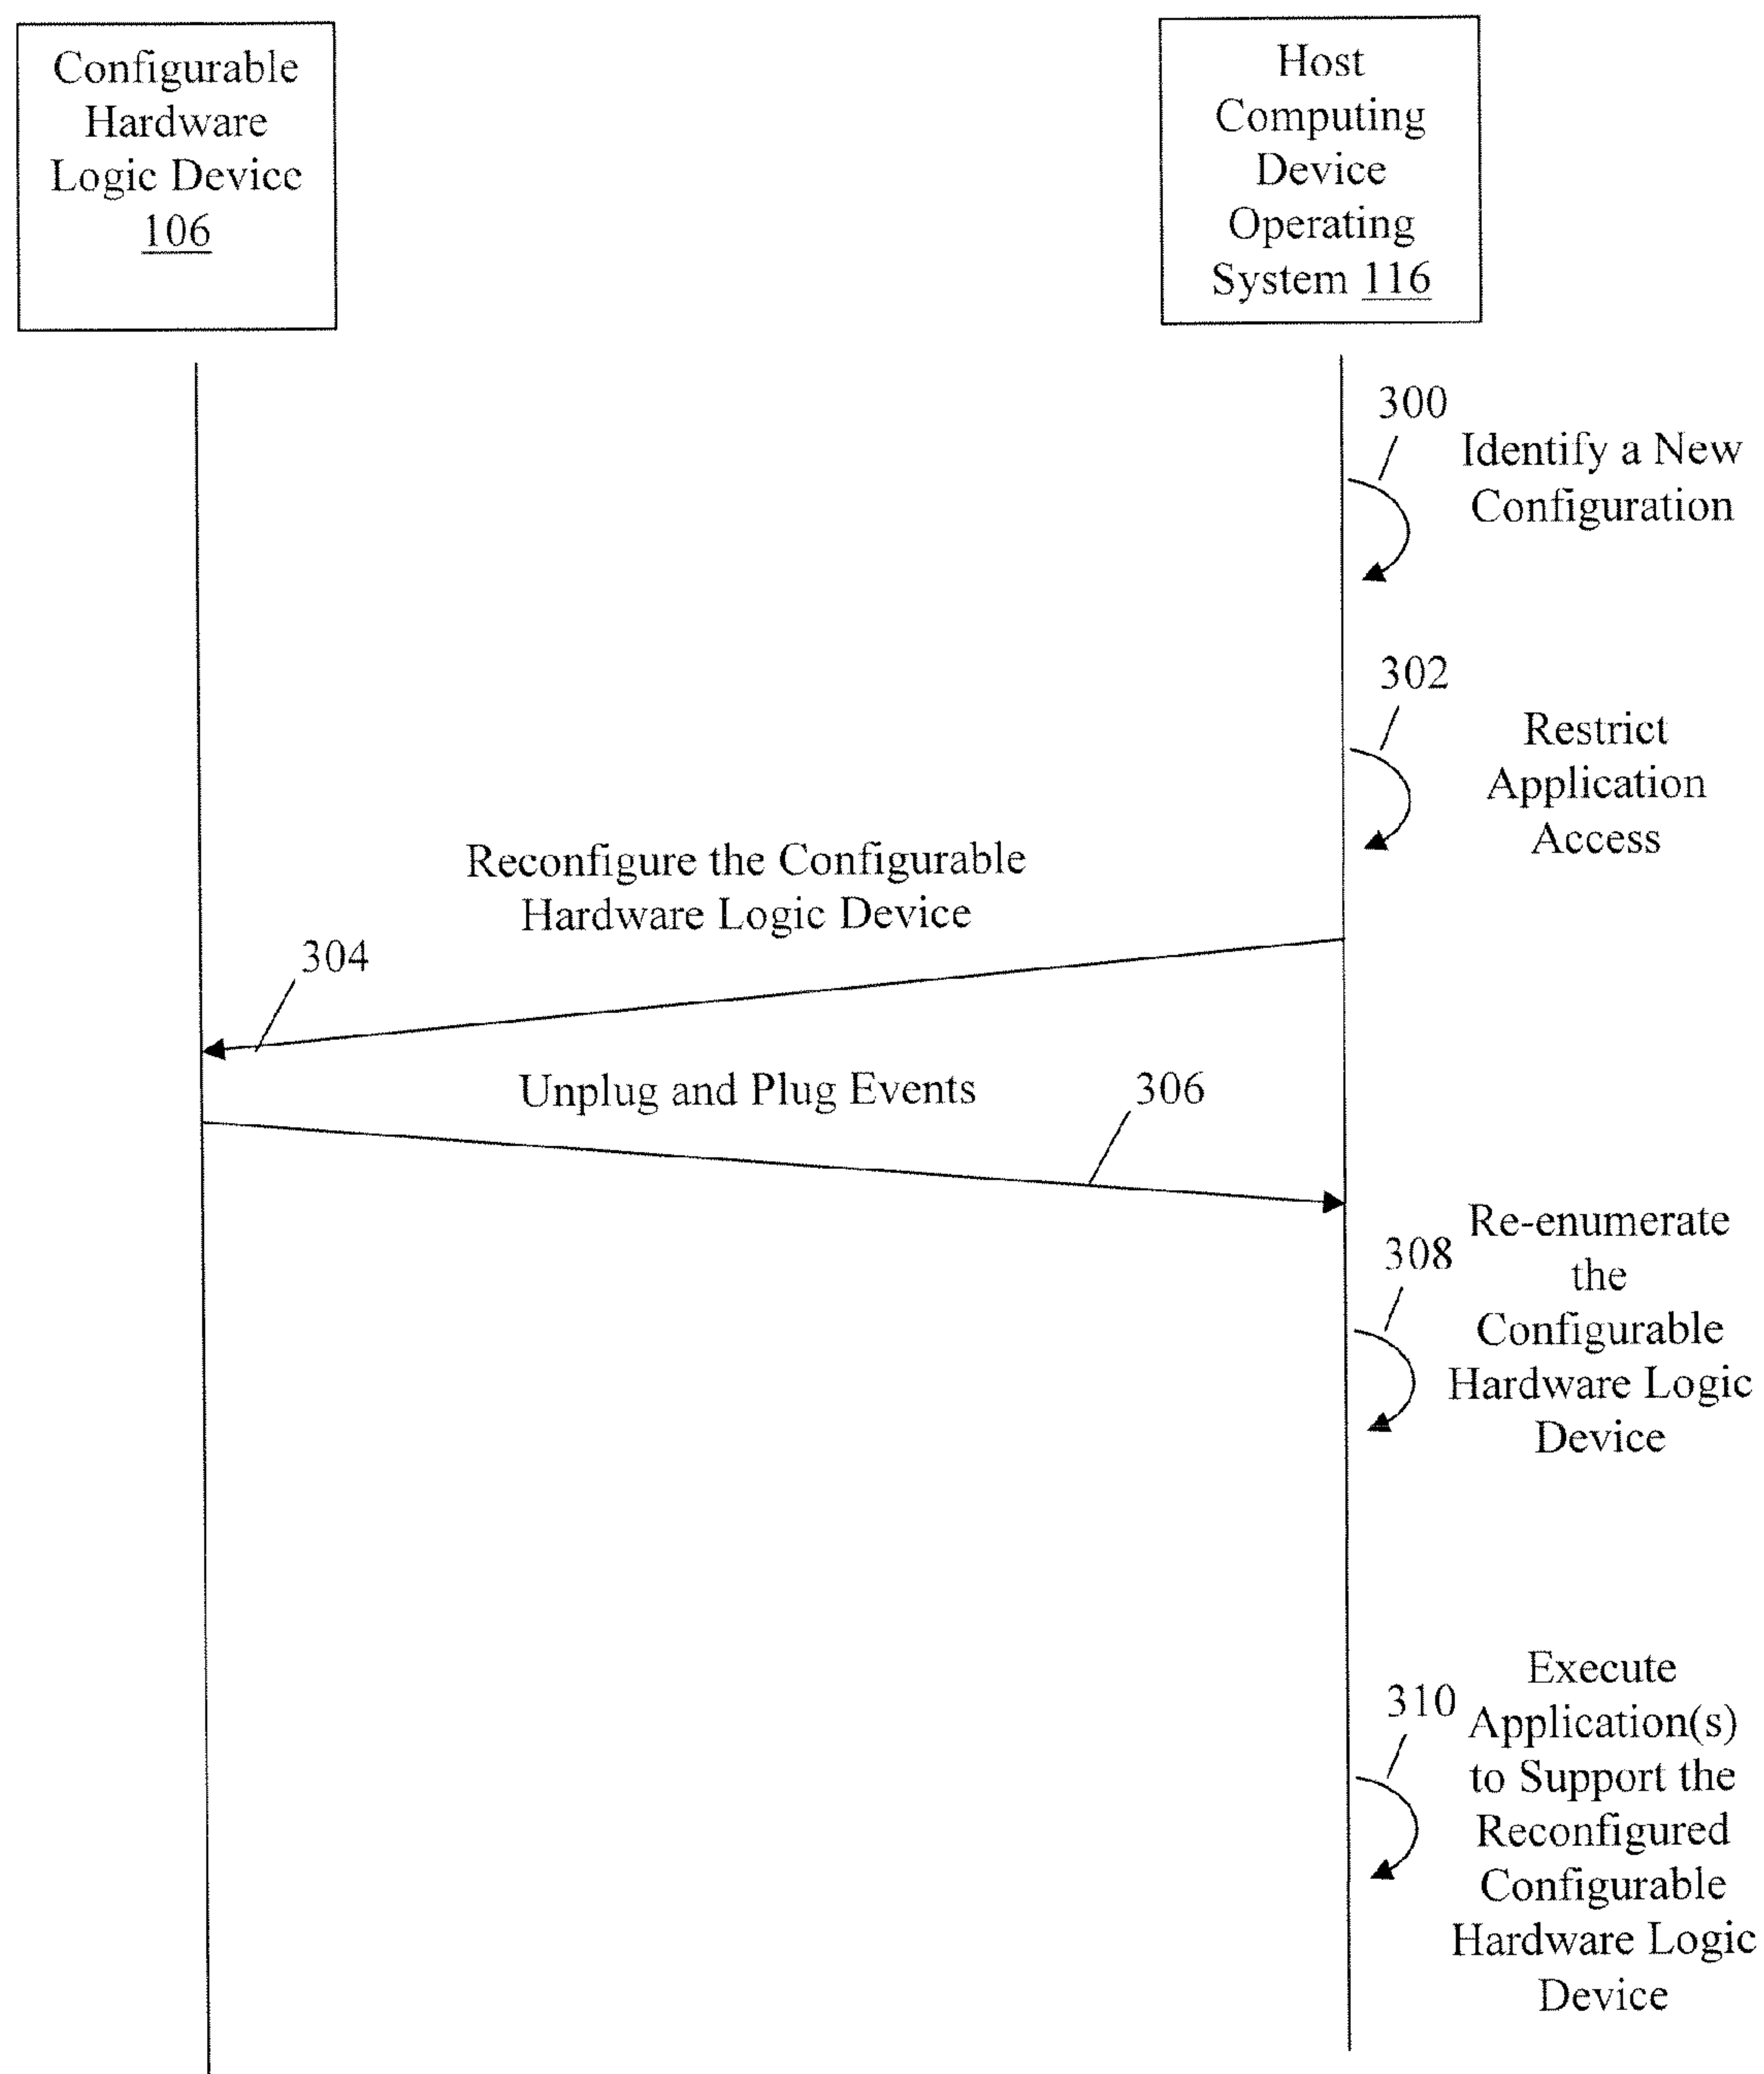 Configurable
Hardware
Logic Device
106
Host
Computing
Device
Operating
System 116
300
Identify a New
Configuration
302
Restrict
Application
Access
Reconfigure the Configurable
Hardware Logic Device
304
Unplug and Plug Events
306
308
Re-enumerate
the
Configurable
Hardware Logic
Device
310
Execute
Application(s)
to Support the
Reconfigured
Configurable
Hardware Logic
Device